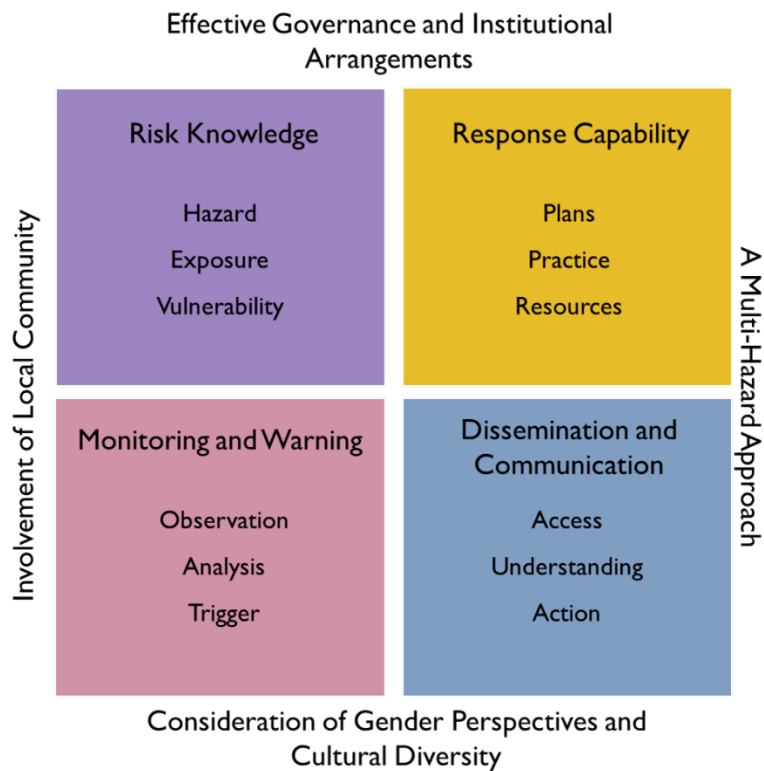 Effective Governance and Institutional
Arrangements
Risk Knowledge
Hazard
Exposure
Vulnerability
Response Capability
Plans
Practice
Resources
Involvement of Local Community
A Multi-Hazard Approach
Monitoring and Warning
Observation
Analysis
Trigger
Dissemination and
Communication
Access
Understanding
Action
Consideration of Gender Perspectives and
Cultural Diversity